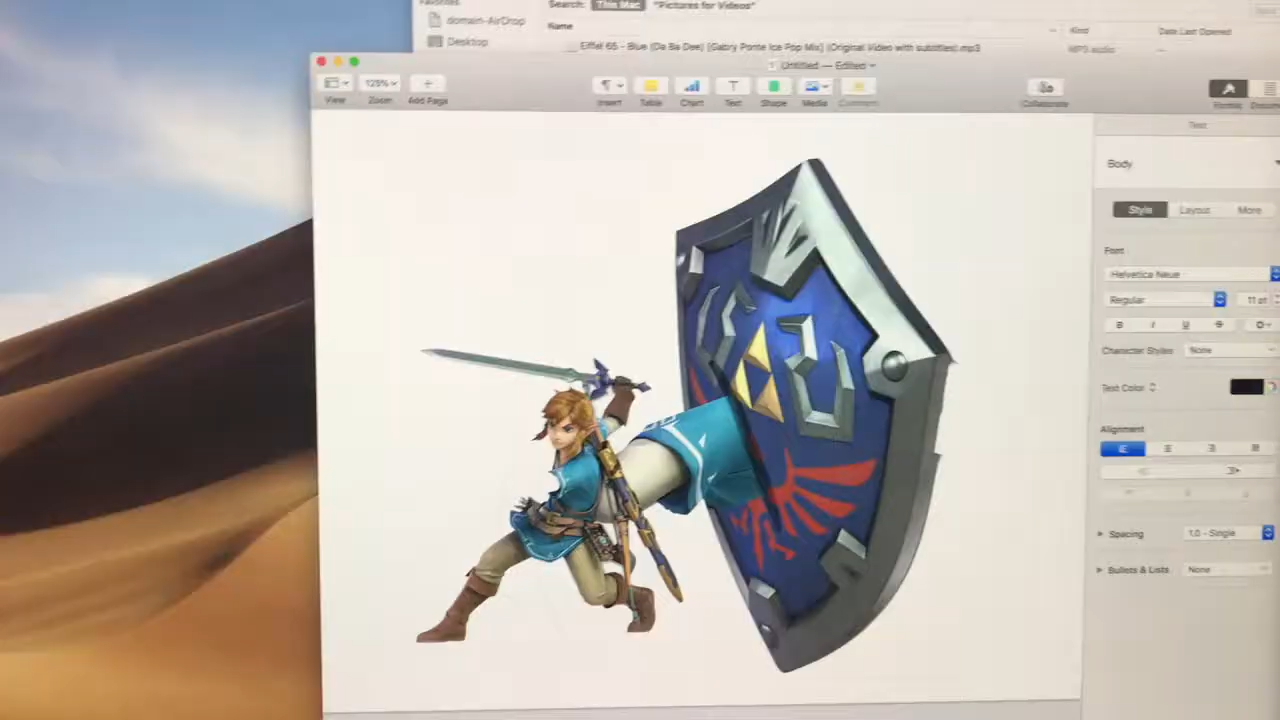 Favorites
domain-AirDrop
Desktop
Search: This Mac "Pictures for Videos"
Name
Kind
Date Last Opened
Eiffel 65 - Blue (Da Ba Dee) [Gabry Ponte Ice Pop Mix] (Original Video with subtitles).mp3
MP3 audio
--
Untitled — Edited
125%
View
Zoom
Add Page
Insert
Table
Chart
Text
Shape
Media
Comment
Collaborate
Format
Text
Body
Style
Layout
More
Font
Helvetica Neue
Regular
11 pt
B I U S
Character Styles
None
Text Color
Alignment
Spacing
1.0 - Single
Bullets & Lists
None